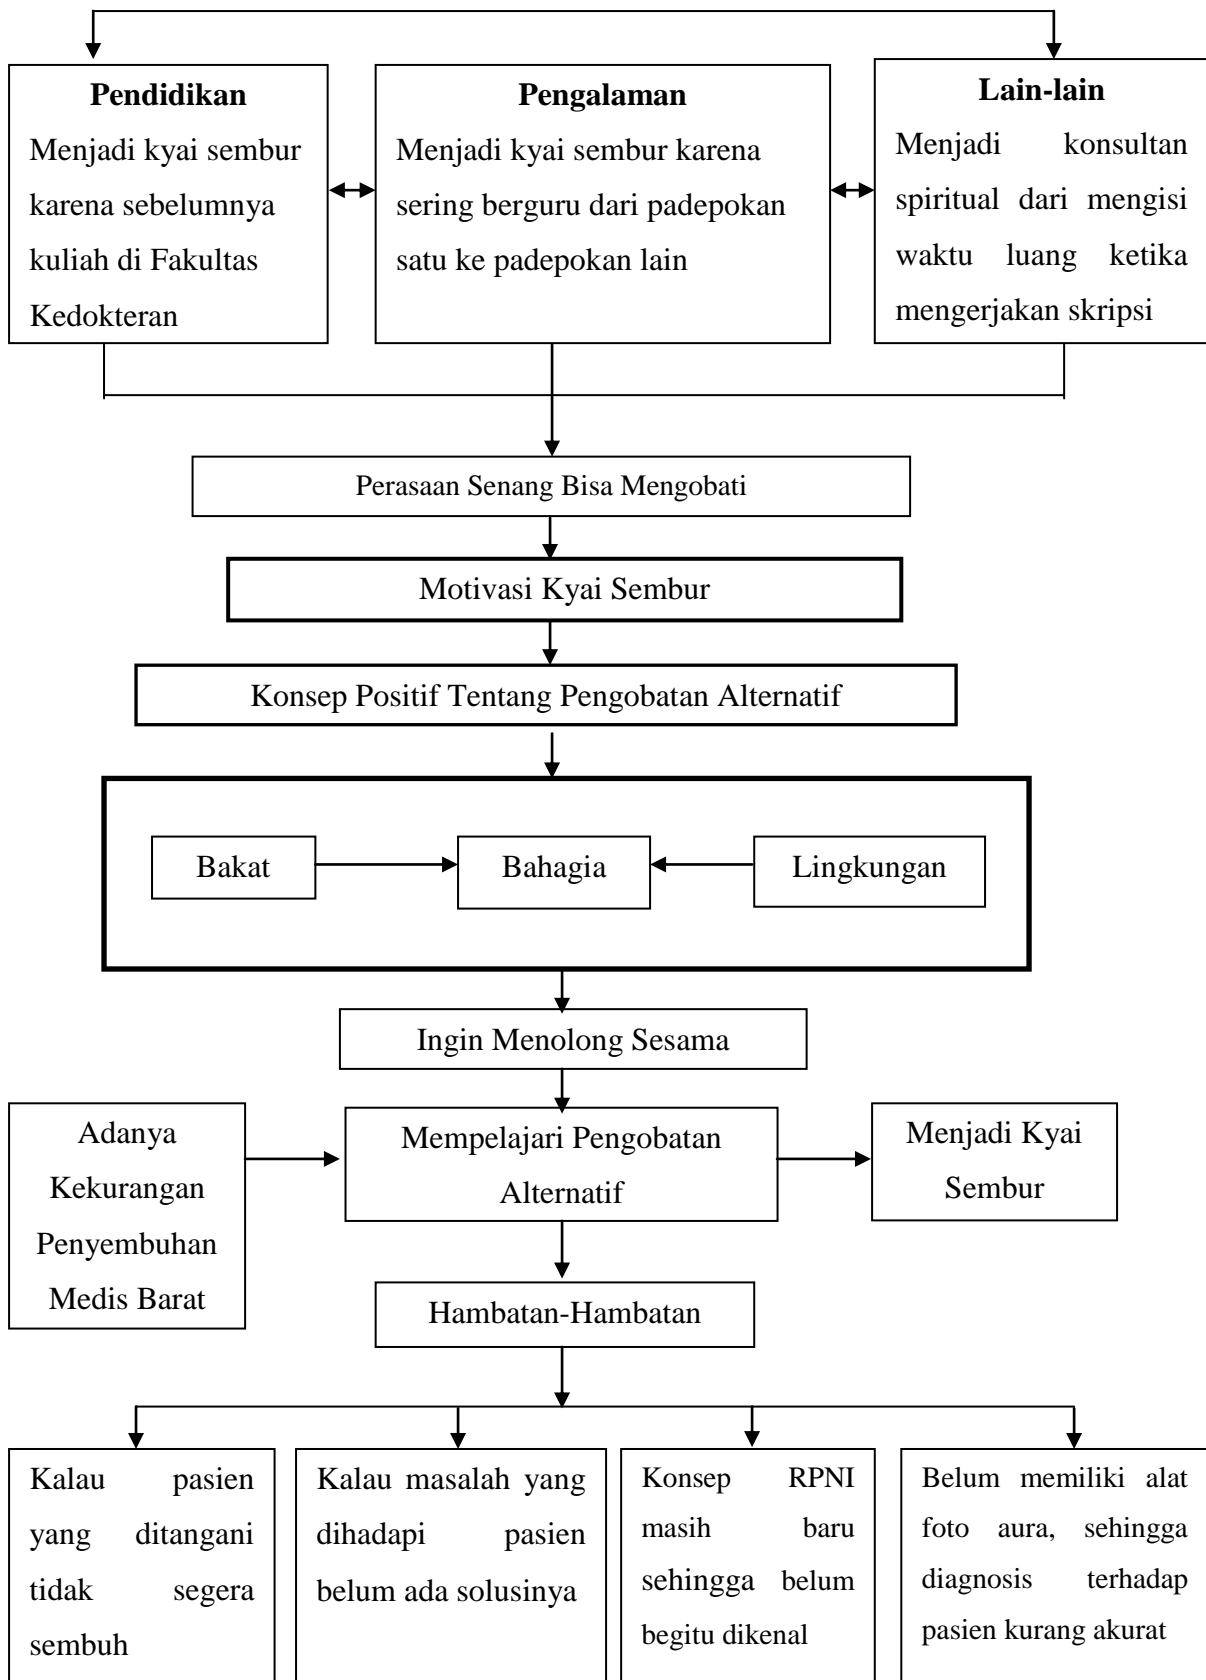 Pendidikan
Menjadi kyai sembur
karena sebelumnya
kuliah di Fakultas
Kedokteran
Pengalaman
Menjadi kyai sembur karena
sering berguru dari padepokan
satu ke padepokan lain
Lain-lain
Menjadi konsultan
spiritual dari mengisi
waktu luang ketika
mengerjakan skripsi
Perasaan Senang Bisa Mengobati
Motivasi Kyai Sembur
Konsep Positif Tentang Pengobatan Alternatif
Bakat
Bahagia
Lingkungan
Ingin Menolong Sesama
Adanya
Kekurangan
Penyembuhan
Medis Barat
Mempelajari Pengobatan
Alternatif
Menjadi Kyai
Sembur
Hambatan-Hambatan
Kalau pasien
yang ditangani
tidak segera
sembuh
Kalau masalah yang
dihadapi pasien
belum ada solusinya
Konsep RPNI
masih baru
sehingga belum
begitu dikenal
Belum memiliki alat
foto aura, sehingga
diagnosis terhadap
pasien kurang akurat